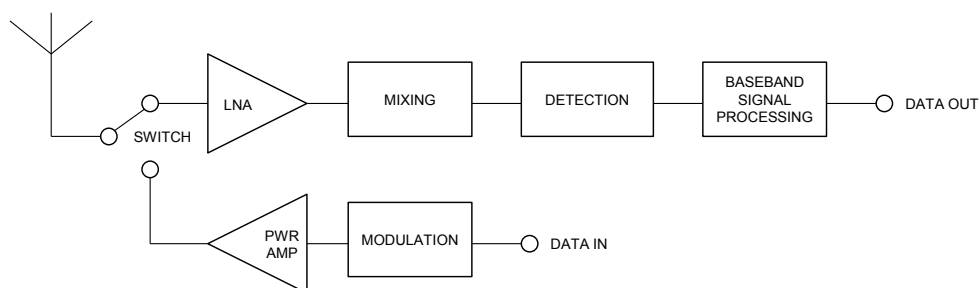 LNA
MIXING
DETECTION
BASEBAND
SIGNAL
PROCESSING
DATA OUT
SWITCH
PWR
AMP
MODULATION
DATA IN